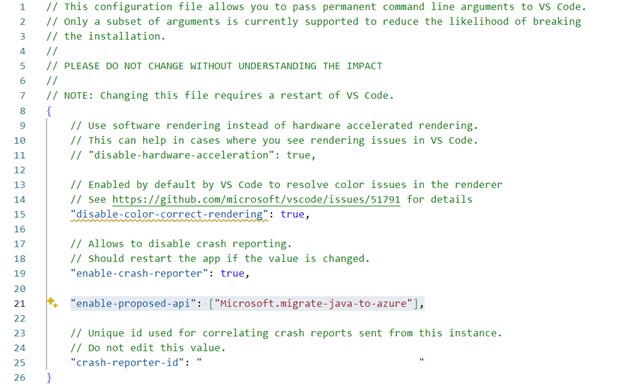 1 // This configuration file allows you to pass permanent command line arguments to VS Code.
2 // Only a subset of arguments is currently supported to reduce the likelihood of breaking
3 // the installation.
4 //
5 // PLEASE DO NOT CHANGE WITHOUT UNDERSTANDING THE IMPACT
6 //
7 // NOTE: Changing this file requires a restart of VS Code.
8 {
9 // Use software rendering instead of hardware accelerated rendering.
10 // This can help in cases where you see rendering issues in VS Code.
11 // "disable-hardware-acceleration": true,
12
13 // Enabled by default by VS Code to resolve color issues in the renderer
14 // See https://github.com/microsoft/vscode/issues/51791 for details
15 "disable-color-correct-rendering": true,
16
17 // Allows to disable crash reporting.
18 // Should restart the app if the value is changed.
19 "enable-crash-reporter": true,
20
21 "enable-proposed-api": ["Microsoft.migrate-java-to-azure"],
22
23 // Unique id used for correlating crash reports sent from this instance.
24 // Do not edit this value.
25 "crash-reporter-id": " "
26 }